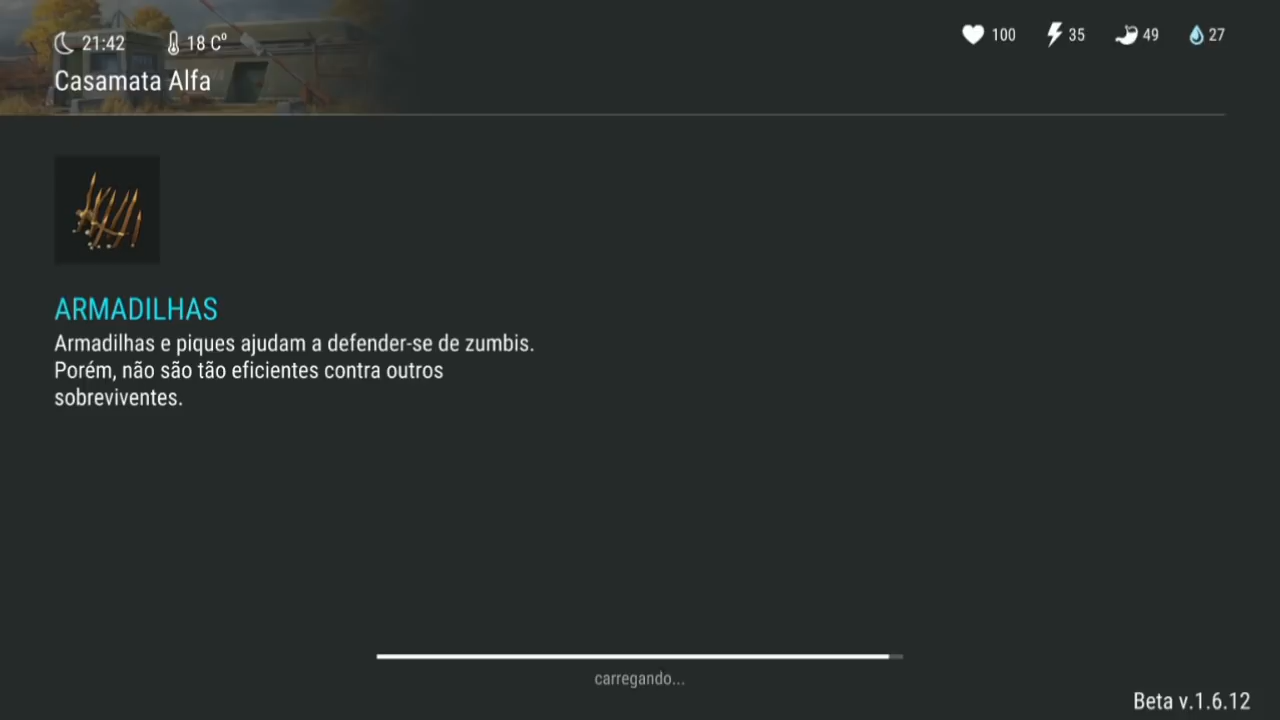 21:42 18 Cº
100 35 49 27
Casamata Alfa
ARMADILHAS
Armadilhas e piques ajudam a defender-se de zumbis.
Porém, não são tão eficientes contra outros
sobreviventes.
carregando...
Beta v.1.6.12